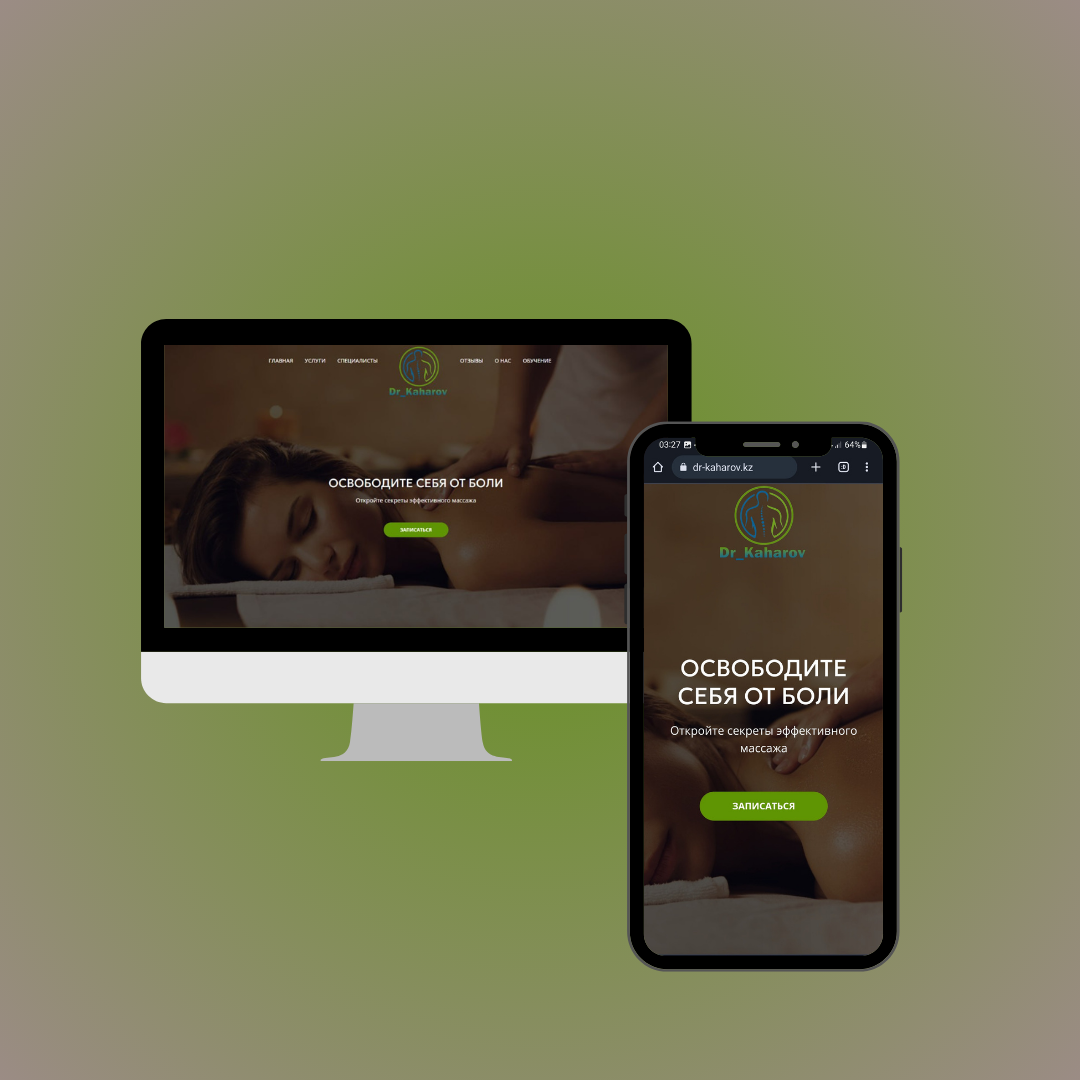 ГЛАВНАЯ УСЛУГИ СПЕЦИАЛИСТЫ ОТЗЫВЫ О НАС ОБУЧЕНИЕ
Dr_Kaharov
ОСВОБОДИТЕ СЕБЯ ОТ БОЛИ
Откройте секреты эффективного массажа
ЗАПИСАТЬСЯ
03:27 64%
dr-kaharov.kz
Dr_Kaharov
ОСВОБОДИТЕ
СЕБЯ ОТ БОЛИ
Откройте секреты эффективного
массажа
ЗАПИСАТЬСЯ